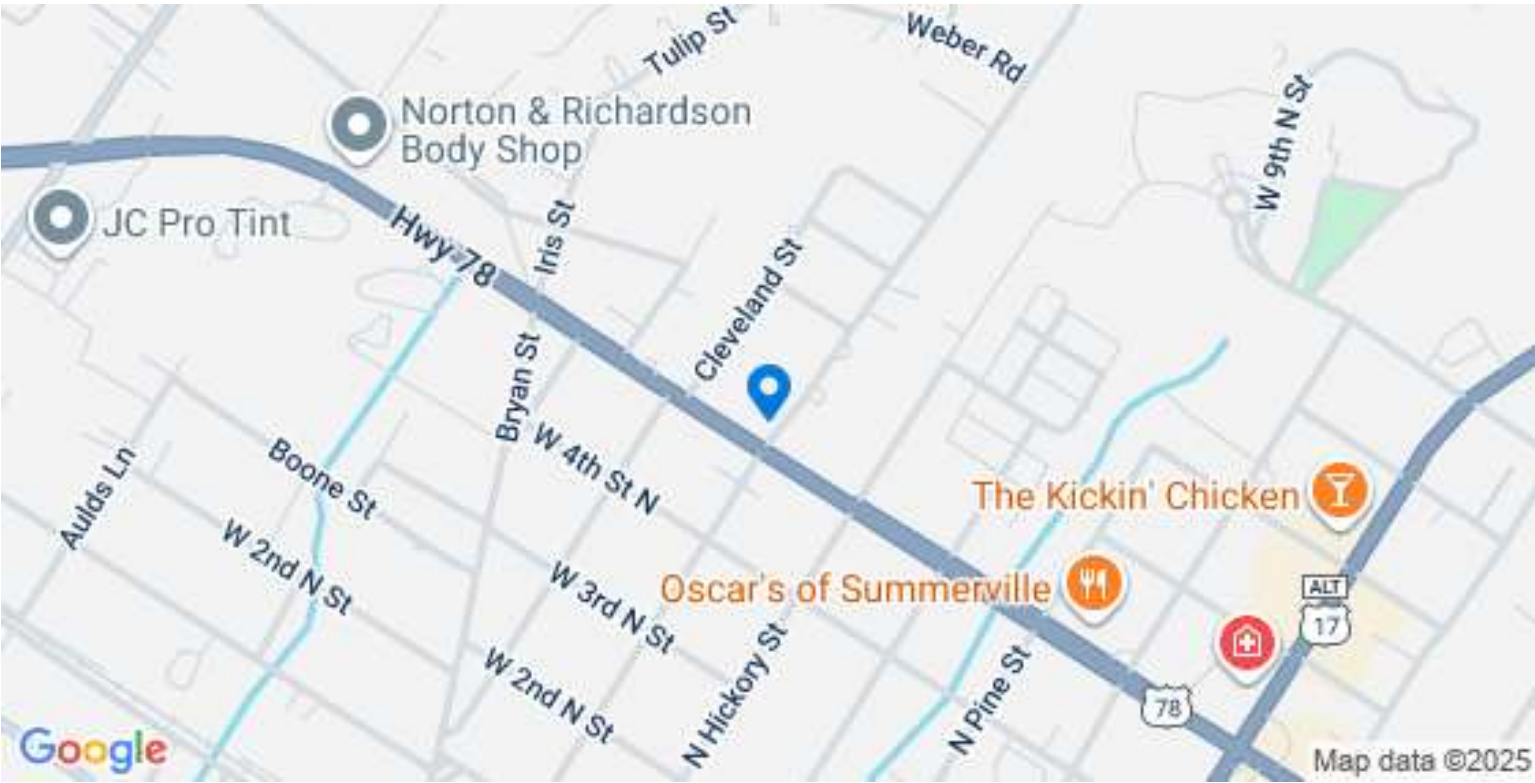 Tulip St
Weber Rd
Norton & Richardson
Body Shop
W 9th N St
JC Pro Tint
Hwy 78
Iris St
Cleveland St
Bryan St
W 4th St N
Boone St
Aulds Ln
The Kickin' Chicken
W 2nd N St
Oscar's of Summerville
W 3rd N St
ALT
17
W 2nd N St
N Hickory St
N Pine St
78
Google
Map data ©2025